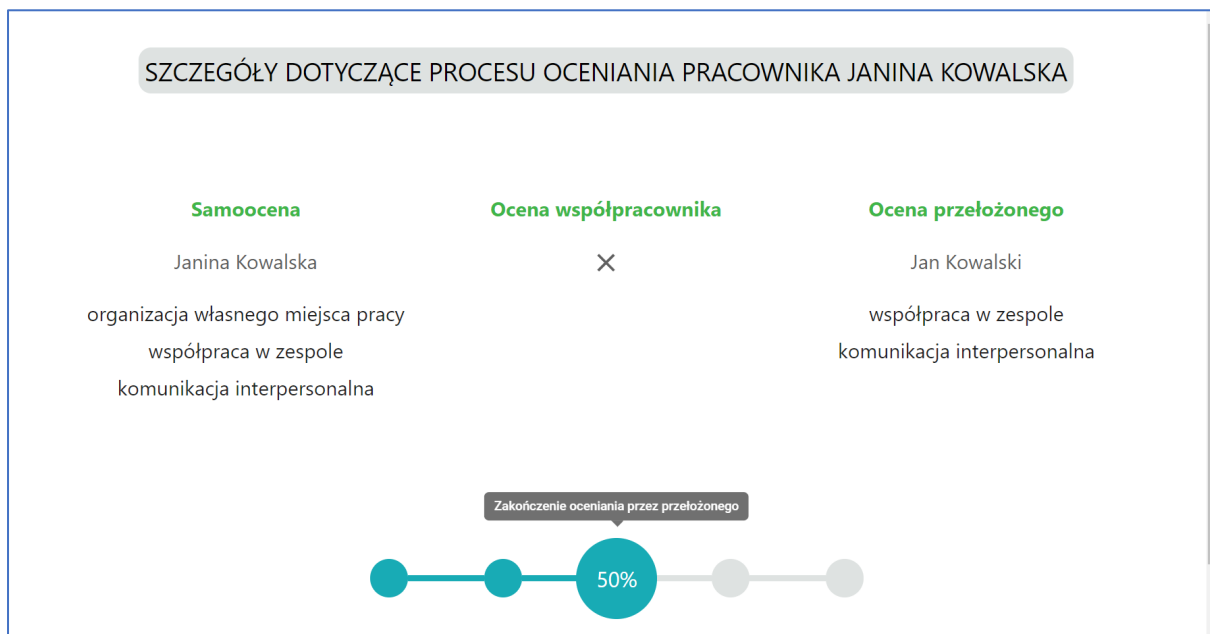 SZCZEGÓŁY DOTYCZĄCE PROCESU OCENIANIA PRACOWNIKA JANINA KOWALSKA
Samoocena
Janina Kowalska
organizacja własnego miejsca pracy
współpraca w zespole
komunikacja interpersonalna
Ocena współpracownika
Ocena przełożonego
Jan Kowalski
współpraca w zespole
komunikacja interpersonalna
Zakończenie oceniania przez przełożonego
50%